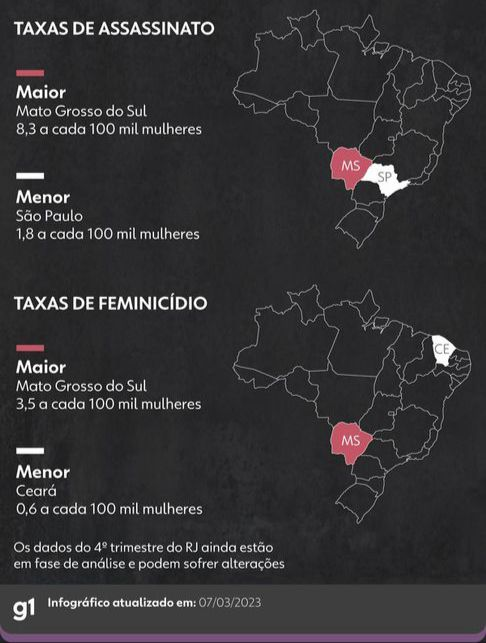 TAXAS DE ASSASSINATO
Maior
Mato Grosso do Sul
8,3 a cada 100 mil mulheres
MS
SP
Menor
São Paulo
1,8 a cada 100 mil mulheres
TAXAS DE FEMINICÍDIO
CE
Maior
Mato Grosso do Sul
3,5 a cada 100 mil mulheres
MS
Menor
Ceará
0,6 a cada 100 mil mulheres
Os dados do 4º trimestre do RJ ainda estão
em fase de análise e podem sofrer alterações
g1 Infográfico atualizado em: 07/03/2023